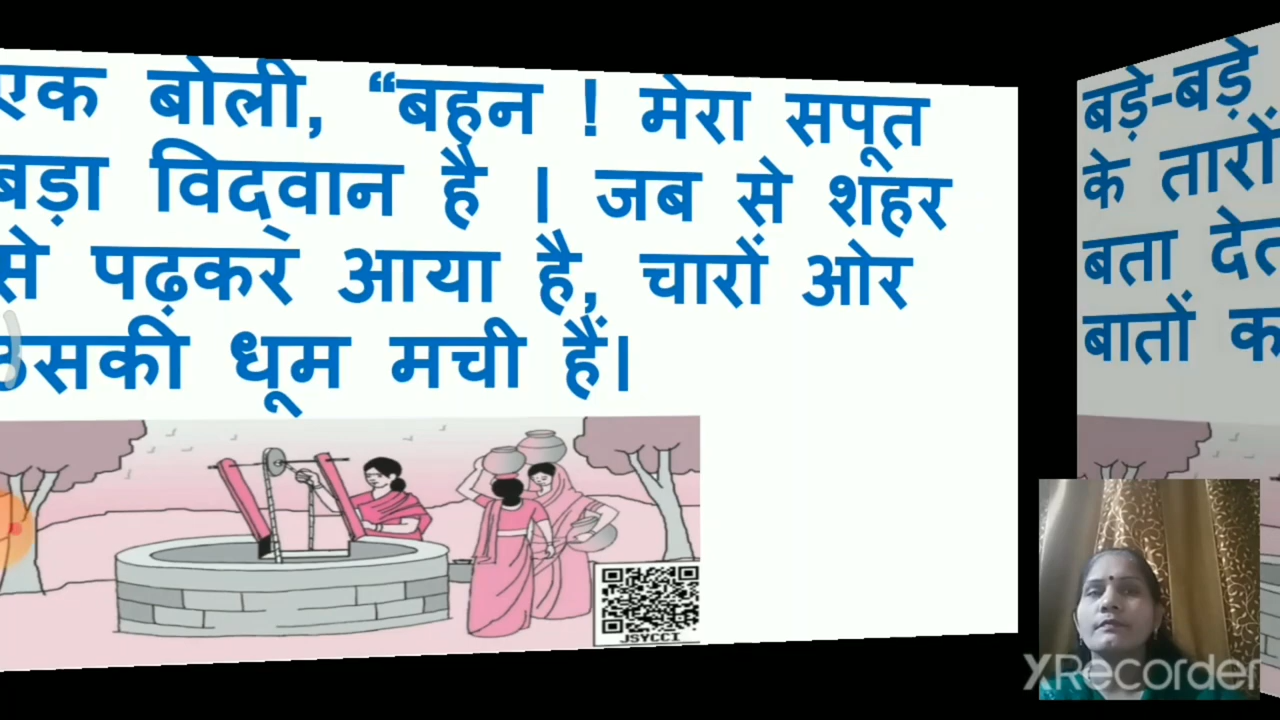 एक बोली, “बहन ! मेरा सपूत
बड़ा विद्‌वान है । जब से शहर
से पढ़कर आया है, चारों ओर
उसकी धूम मची हैं।
JSYCCI
बड़े-बड़े
के तारों
बता
बातों
XRecorder